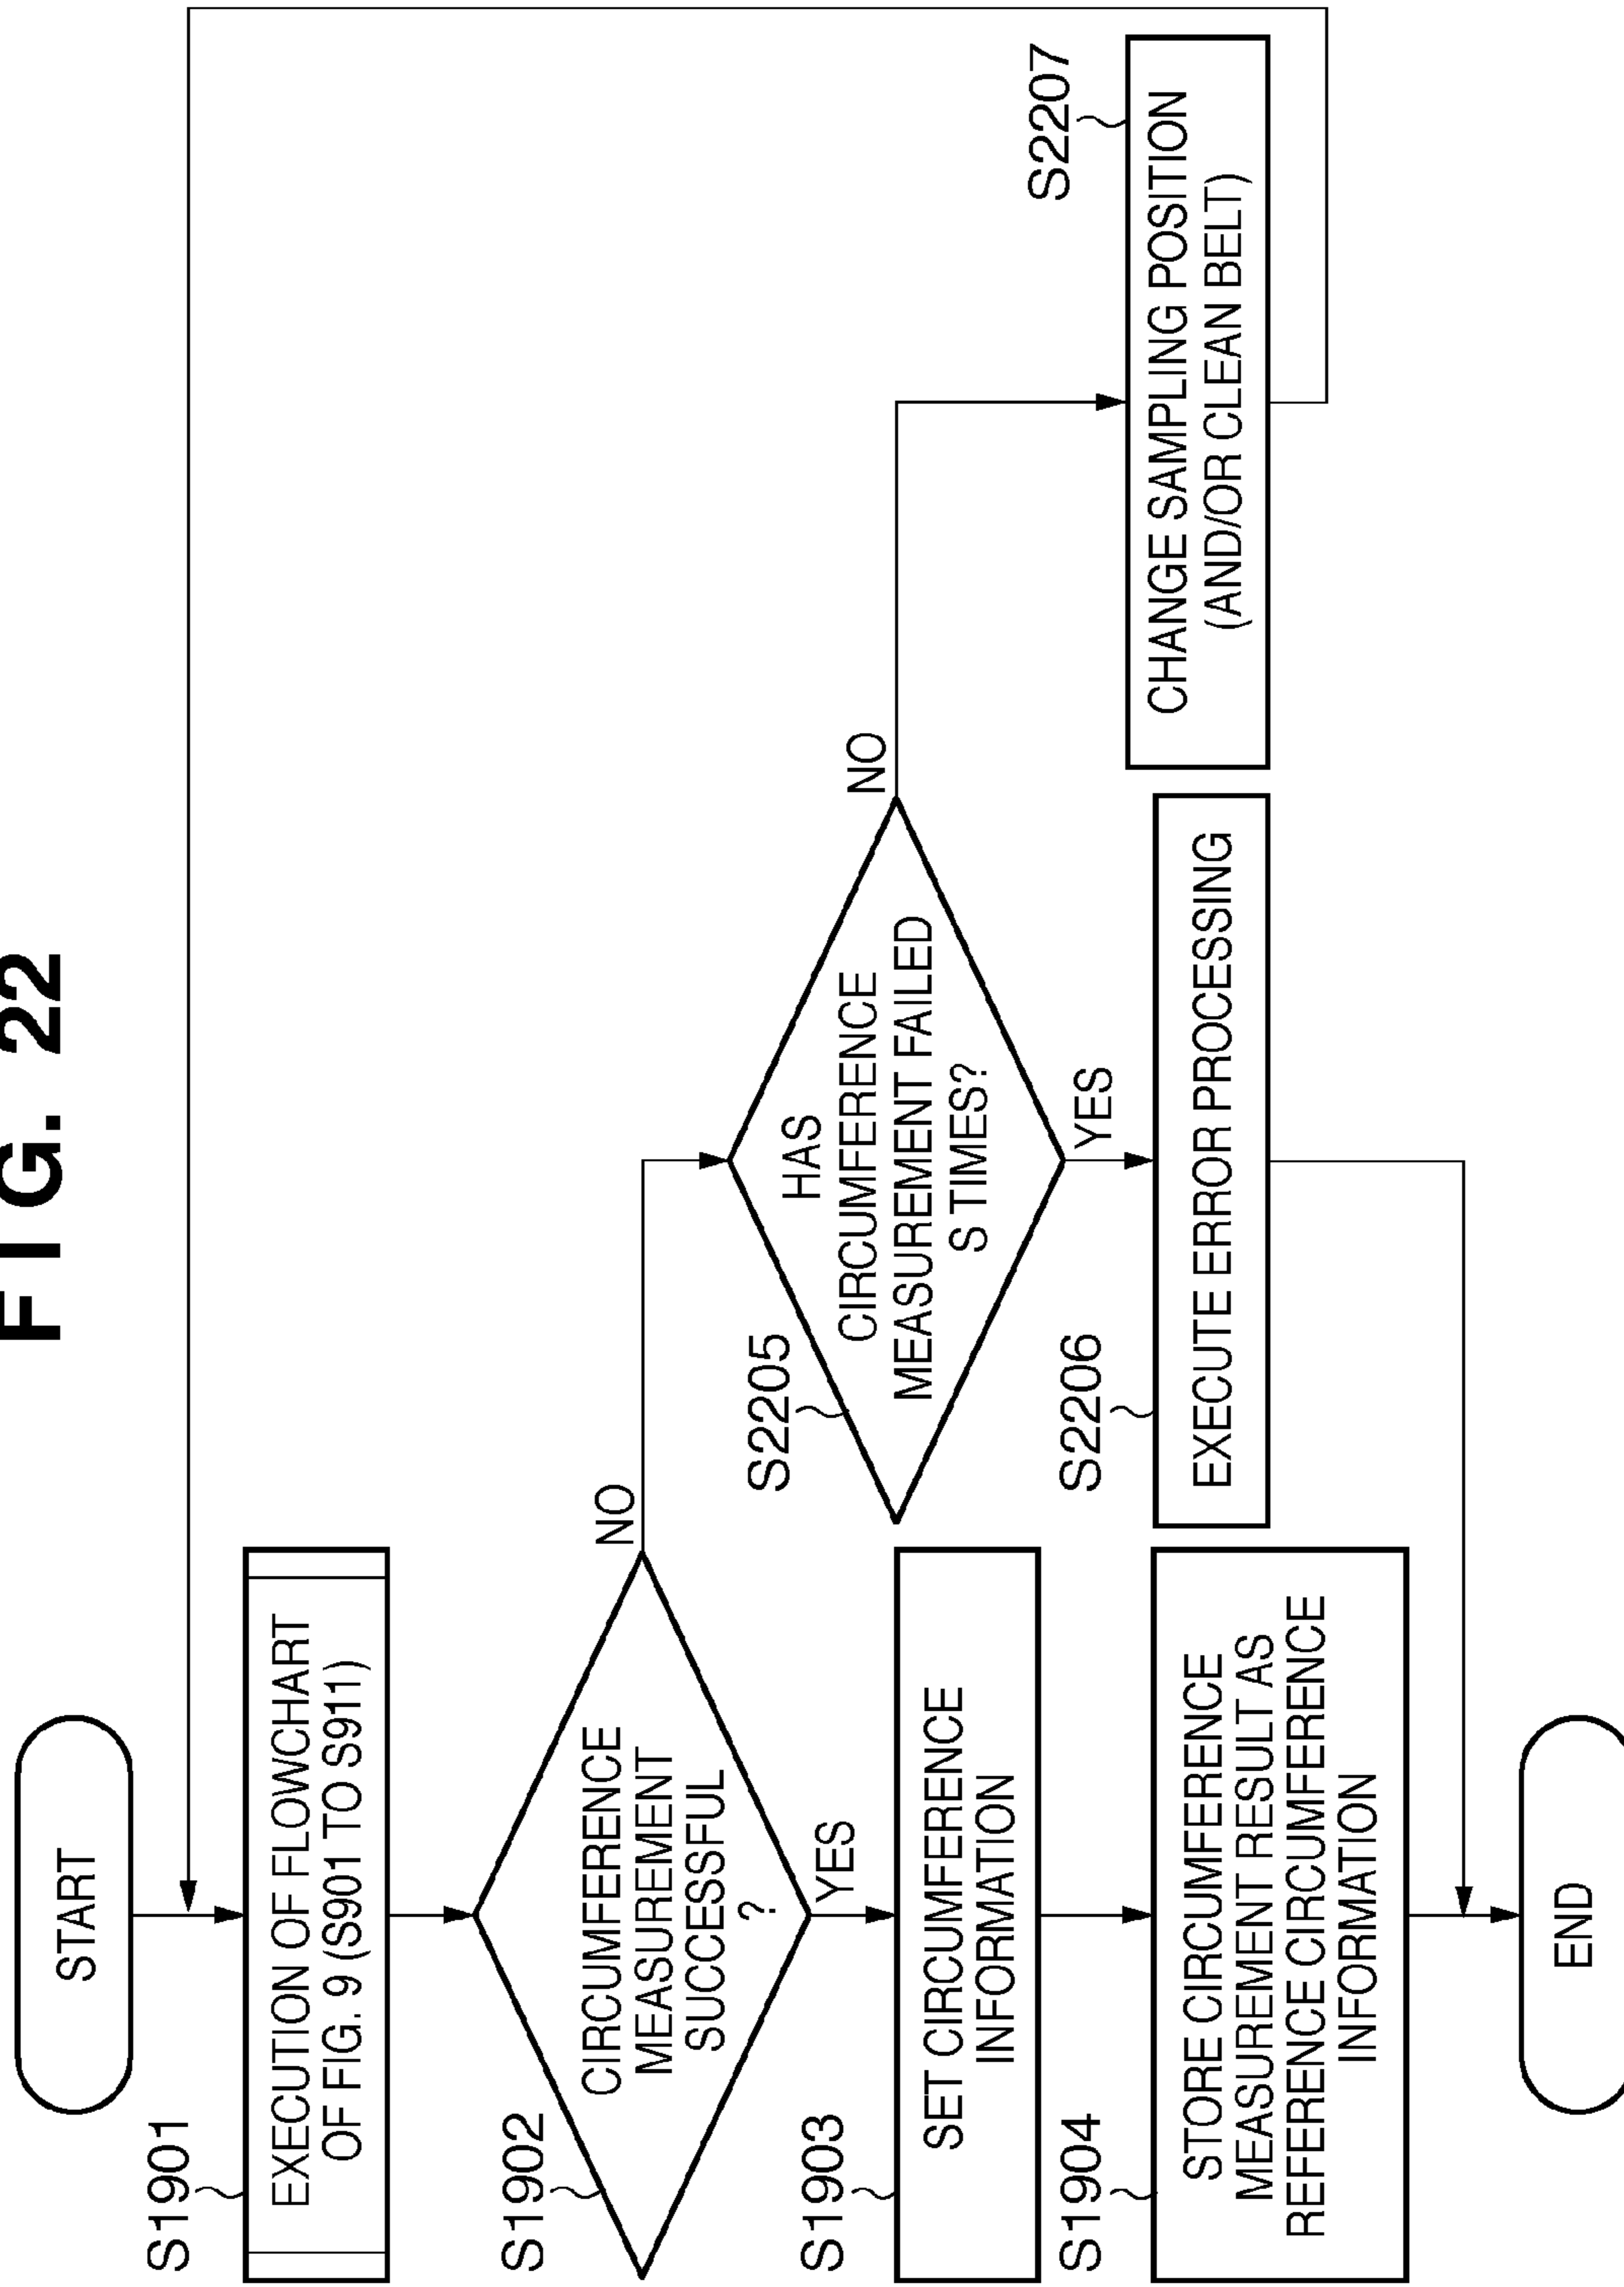 FIG. 22
START
S1901
EXECUTION OF FLOWCHART
OF FIG. 9 (S901 TO S911)
S1902
CIRCUMFERENCE
MEASUREMENT
SUCCESSFUL
?
NO
YES
S1903
SET CIRCUMFERENCE
INFORMATION
S1904
STORE CIRCUMFERENCE
MEASUREMENT RESULT AS
REFERENCE CIRCUMFERENCE
INFORMATION
END
S2205
HAS
CIRCUMFERENCE
MEASUREMENT FAILED
S TIMES?
NO
YES
S2206
EXECUTE ERROR PROCESSING
S2207
CHANGE SAMPLING POSITION
(AND/OR CLEAN BELT)